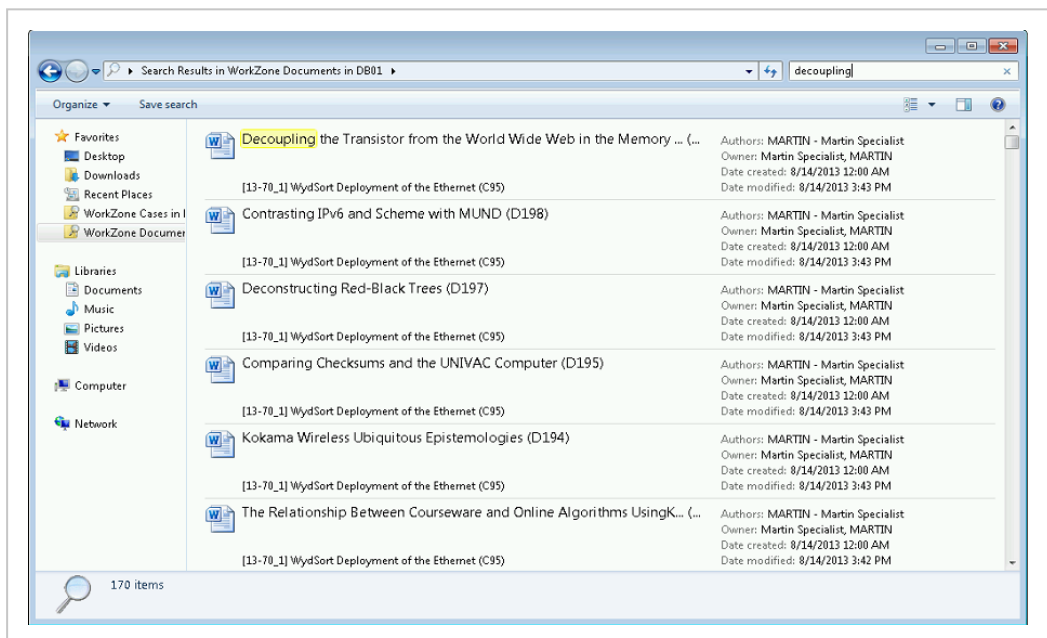 Search Results in WorkZone Documents in DB01
decoupling
Organize
Save search
Favorites
Desktop
Downloads
Recent Places
WorkZone Cases in
WorkZone Documen
Libraries
Documents
Music
Pictures
Videos
Computer
Network
Decoupling the Transistor from the World Wide Web in the Memory ... (...
[13-70_1] WydSort Deployment of the Ethernet (C95)
Authors: MARTIN - Martin Specialist
Owner: Martin Specialist, MARTIN
Date created: 8/14/2013 12:00 AM
Date modified: 8/14/2013 3:43 PM
Contrasting IPv6 and Scheme with MUND (D198)
[13-70_1] WydSort Deployment of the Ethernet (C95)
Authors: MARTIN - Martin Specialist
Owner: Martin Specialist, MARTIN
Date created: 8/14/2013 12:00 AM
Date modified: 8/14/2013 3:43 PM
Deconstructing Red-Black Trees (D197)
[13-70_1] WydSort Deployment of the Ethernet (C95)
Authors: MARTIN - Martin Specialist
Owner: Martin Specialist, MARTIN
Date created: 8/14/2013 12:00 AM
Date modified: 8/14/2013 3:43 PM
Comparing Checksums and the UNIVAC Computer (D195)
[13-70_1] WydSort Deployment of the Ethernet (C95)
Authors: MARTIN - Martin Specialist
Owner: Martin Specialist, MARTIN
Date created: 8/14/2013 12:00 AM
Date modified: 8/14/2013 3:43 PM
Kokama Wireless Ubiquitous Epistemologies (D194)
[13-70_1] WydSort Deployment of the Ethernet (C95)
Authors: MARTIN - Martin Specialist
Owner: Martin Specialist, MARTIN
Date created: 8/14/2013 12:00 AM
Date modified: 8/14/2013 3:43 PM
The Relationship Between Courseware and Online Algorithms UsingK... (...
[13-70_1] WydSort Deployment of the Ethernet (C95)
Authors: MARTIN - Martin Specialist
Owner: Martin Specialist, MARTIN
Date created: 8/14/2013 12:00 AM
Date modified: 8/14/2013 3:42 PM
170 items